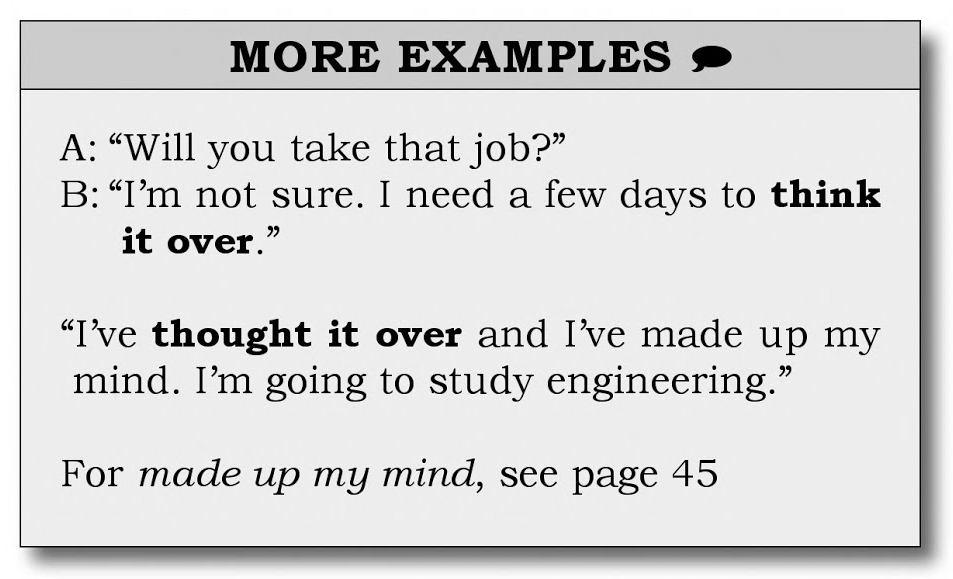 MORE EXAMPLES
A: “Will you take that job?”
B: “I’m not sure. I need a few days to think
it over.”
“I’ve thought it over and I’ve made up my
mind. I’m going to study engineering.”
For made up my mind, see page 45